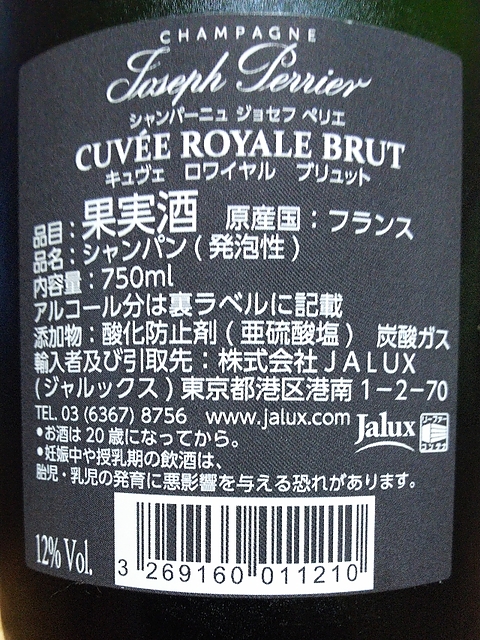 CHAMPAGNE
Joseph Perrier
シャンパーニュ ジョセフ ペリエ
CUVÉE ROYALE BRUT
キュヴェ ロワイヤル ブリュット
品目：果実酒 原産国：フランス
品名：シャンパン(発泡性)
内容量：750ml
アルコール分は裏ラベルに記載
添加物：酸化防止剤(亜硫酸塩) 炭酸ガス
輸入者及び引取先：株式会社JALUX
(ジャルックス)東京都港区港南1-2-70
TEL 03 (6367) 8756 www.jalux.com
Jalux
リーファー
コンテナ
•お酒は20歳になってから。
•妊娠中や授乳期の飲酒は、
胎児・乳児の発育に悪影響を与える恐れがあります。
12% Vol.
3 269160 011210